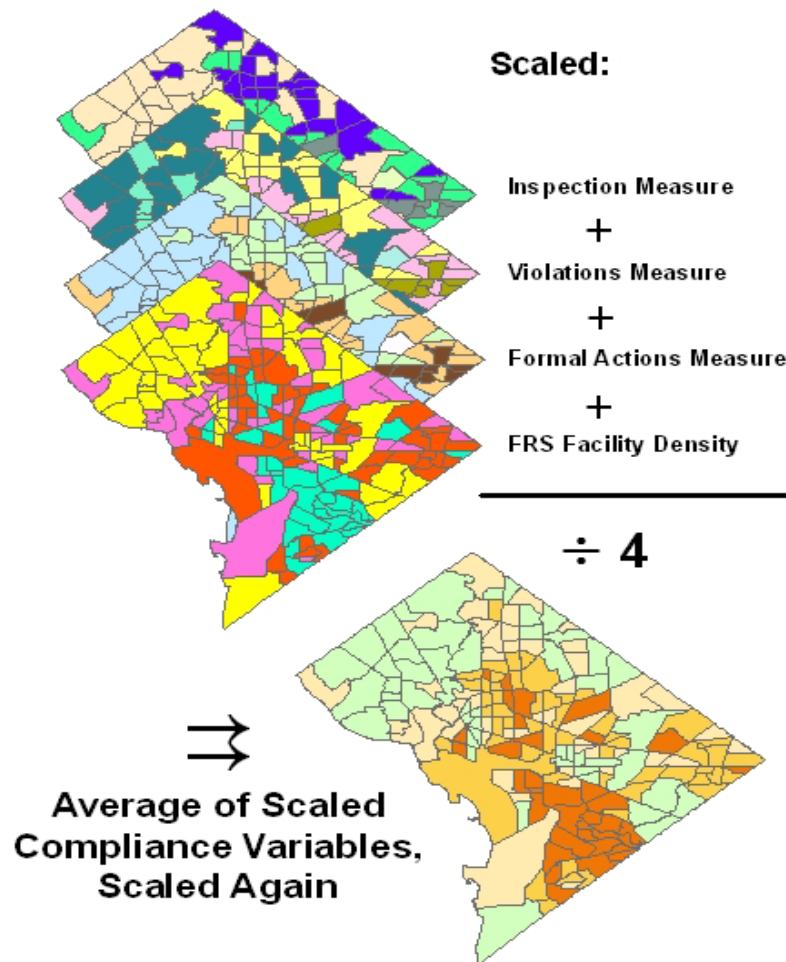 Scaled:
Inspection Measure
+
Violations Measure
+
Formal Actions Measure
+
FRS Facility Density
÷ 4
⇒
Average of Scaled
Compliance Variables,
Scaled Again